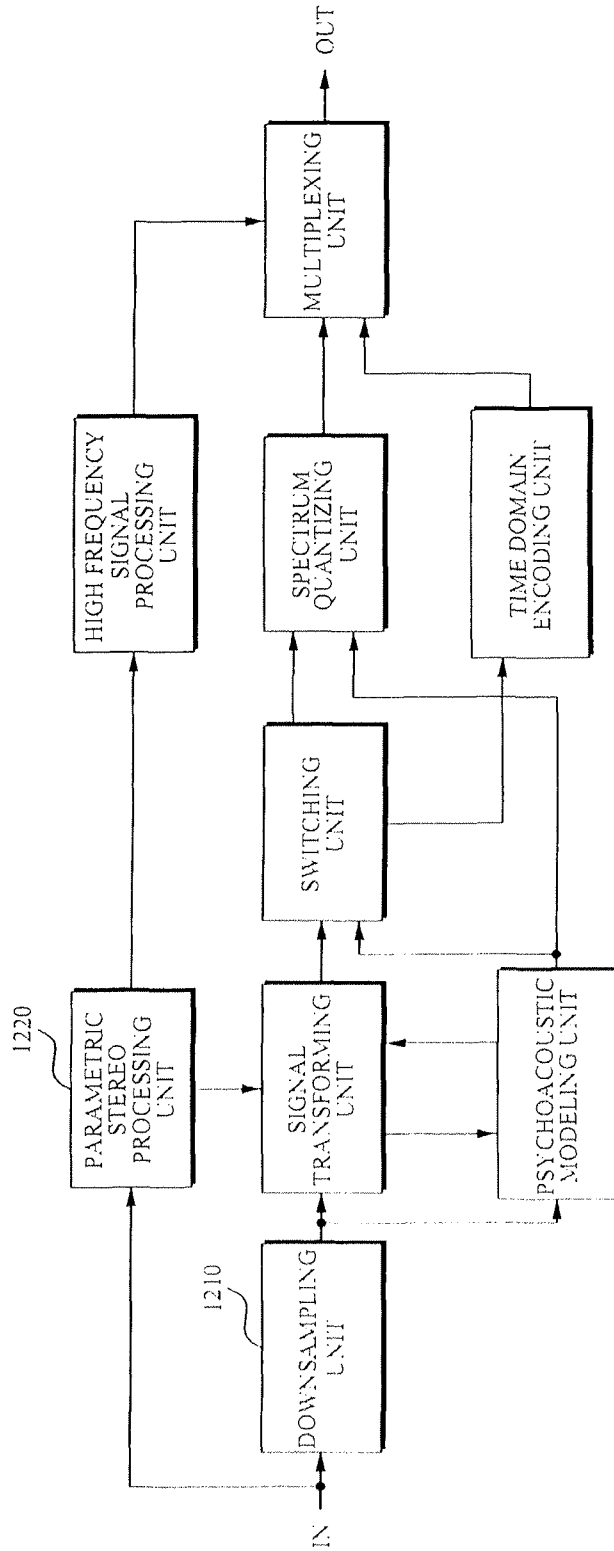 1220
PARAMETRIC
STEREO
PROCESSING
UNIT
HIGH FREQUENCY
SIGNAL
PROCESSING
UNIT
IN
1210
DOWNSAMPLING
UNIT
SIGNAL
TRANSFORMING
UNIT
SWITCHING
UNIT
SPECTRUM
QUANTIZING
UNIT
MULTIPLEXING
UNIT
OUT
PSYCHOACOUSTIC
MODELING UNIT
TIME DOMAIN
ENCODING UNIT